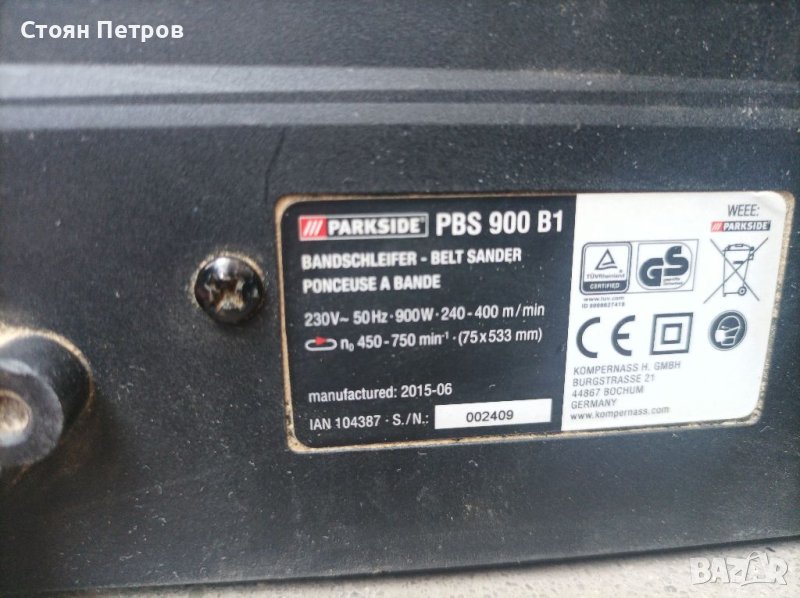 Стоян Петров
PARKSIDE PBS 900 B1
BANDSCHLEIFER - BELT SANDER
PONCEUSE A BANDE
230V~ 50Hz · 900W · 240-400 m/min
n₀ 450-750 min⁻¹ · (75x533 mm)
manufactured: 2015-06
IAN 104387 · S./N.: 002409
WEEE:
PARKSIDE
TÜVRheinland
CERTIFIED
GS
www.tuv.com
CE
KOMPERNASS H. GMBH
BURGSTRASSE 21
44867 BOCHUM
GERMANY
www.kompernass.com
BAZAR